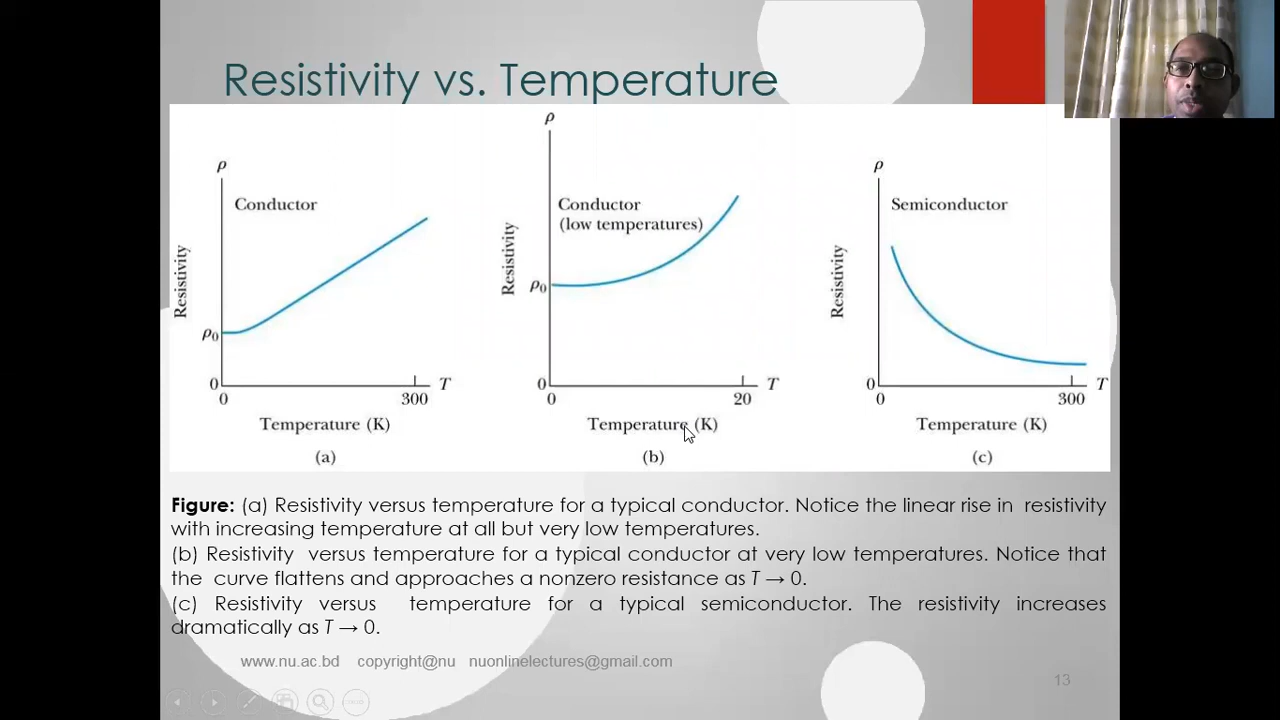 Resistivity vs. Temperature
ρ
Conductor
Resistivity
ρ0
0
0
300
T
Temperature (K)
(a)
ρ
Conductor
(low temperatures)
Resistivity
ρ0
0
0
20
T
Temperature (K)
(b)
ρ
Semiconductor
Resistivity
0
0
300
T
Temperature (K)
(c)
Figure: (a) Resistivity versus temperature for a typical conductor. Notice the linear rise in resistivity
with increasing temperature at all but very low temperatures.
(b) Resistivity versus temperature for a typical conductor at very low temperatures. Notice that
the curve flattens and approaches a nonzero resistance as T → 0.
(c) Resistivity versus temperature for a typical semiconductor. The resistivity increases
dramatically as T → 0.
www.nu.ac.bd copyright@nu nuonlinelectures@gmail.com
13